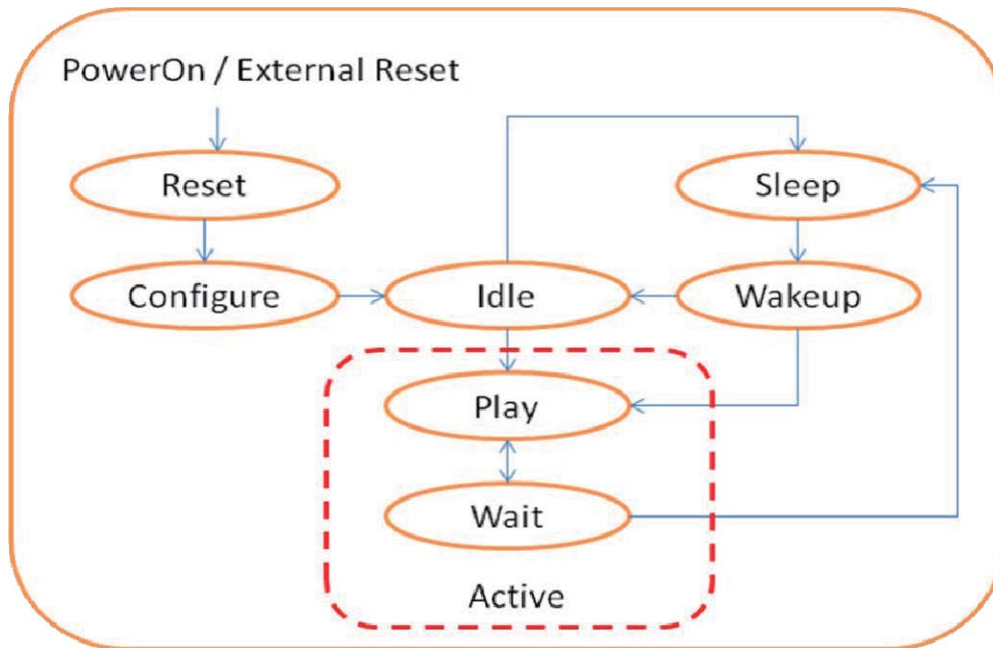 PowerOn / External Reset
Reset
Sleep
Configure
Idle
Wakeup
Play
Wait
Active